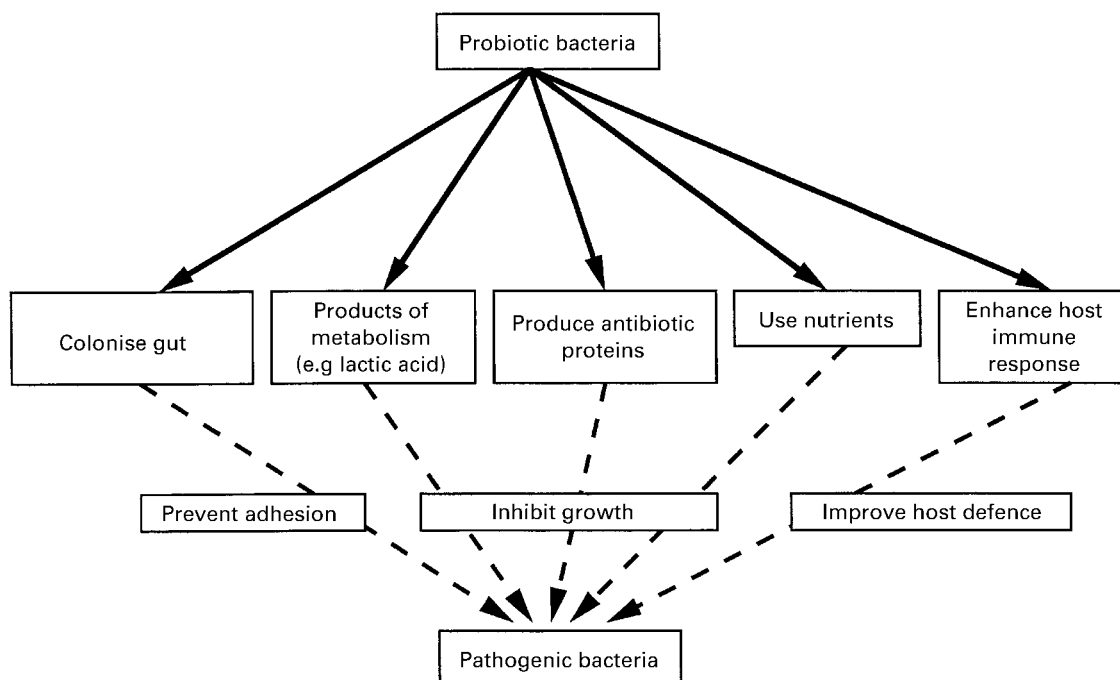 Probiotic bacteria
Colonise gut
Products of
metabolism
(e.g lactic acid)
Produce antibiotic
proteins
Use nutrients
Enhance host
immune
response
Prevent adhesion
Inhibit growth
Improve host defence
Pathogenic bacteria